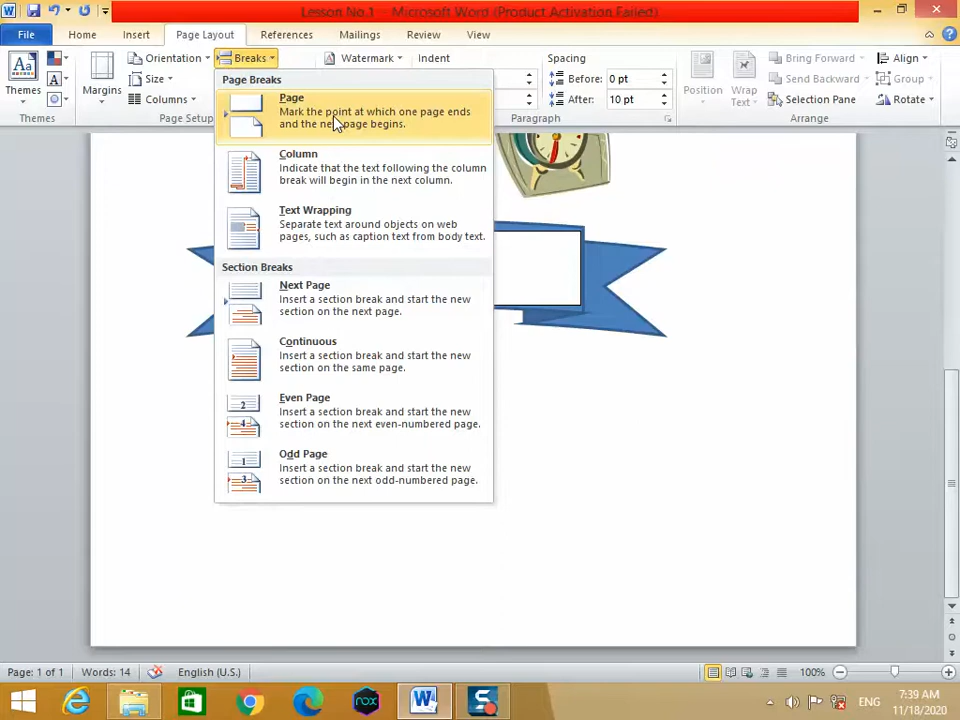 Lesson No.1 - Microsoft Word (Product Activation Failed)
File Home Insert Page Layout References Mailings Review View
Themes
Margins
Orientation
Size
Columns
Breaks
Watermark
Indent
Spacing
Before: 0 pt
After: 10 pt
Position
Wrap Text
Bring Forward
Send Backward
Selection Pane
Align
Group
Rotate
Themes Page Setup Paragraph Arrange
Page Breaks
Page
Mark the point at which one page ends
and the next page begins.
Column
Indicate that the text following the column
break will begin in the next column.
Text Wrapping
Separate text around objects on web
pages, such as caption text from body text.
Section Breaks
Next Page
Insert a section break and start the new
section on the next page.
Continuous
Insert a section break and start the new
section on the same page.
Even Page
Insert a section break and start the new
section on the next even-numbered page.
Odd Page
Insert a section break and start the new
section on the next odd-numbered page.
Page: 1 of 1 Words: 14 English (U.S.) 100%
nox
ENG
7:39 AM
11/18/2020